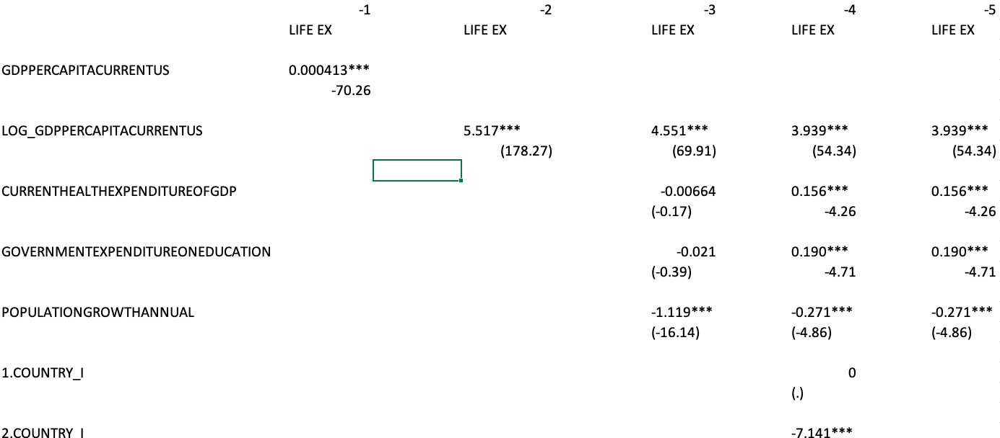 -1 -2 -3 -4 -5
LIFE EX LIFE EX LIFE EX LIFE EX LIFE EX
GDPPERCAPITACURRENTUS 0.000413***
-70.26
LOG_GDPPERCAPITACURRENTUS 5.517*** 4.551*** 3.939*** 3.939***
(178.27) (69.91) (54.34) (54.34)
CURRENTHEALTHEXPENDITUREOFGDP -0.00664 0.156*** 0.156***
(-0.17) -4.26 -4.26
GOVERNMENTEXPENDITUREONEDUCATION -0.021 0.190*** 0.190***
(-0.39) -4.71 -4.71
POPULATIONGROWTHANNUAL -1.119*** -0.271*** -0.271***
(-16.14) (-4.86) (-4.86)
1.COUNTRY_I 0
(.)
2.COUNTRY_I -7.141***